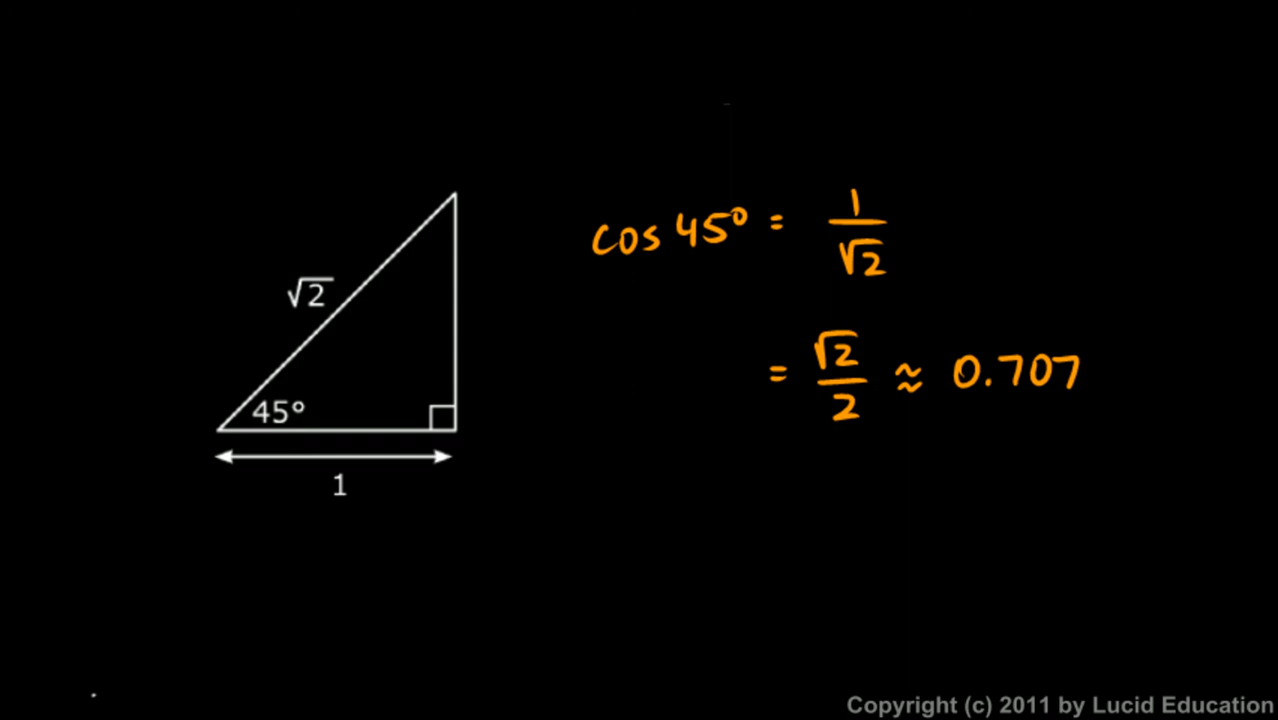 √2
45°
1
cos 45° = 1/√2
= √2/2 ≈ 0.707
Copyright (c) 2011 by Lucid Education